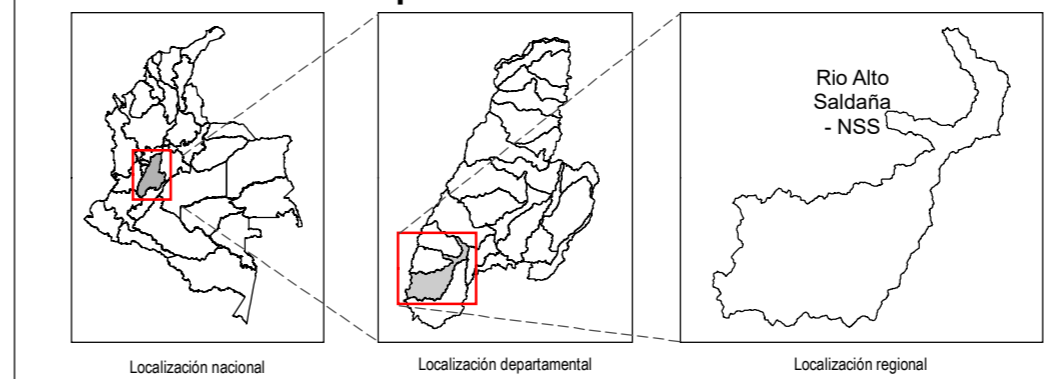 Rio Alto
Saldaña
- NSS
Localización nacional
Localización departamental
Localización regional